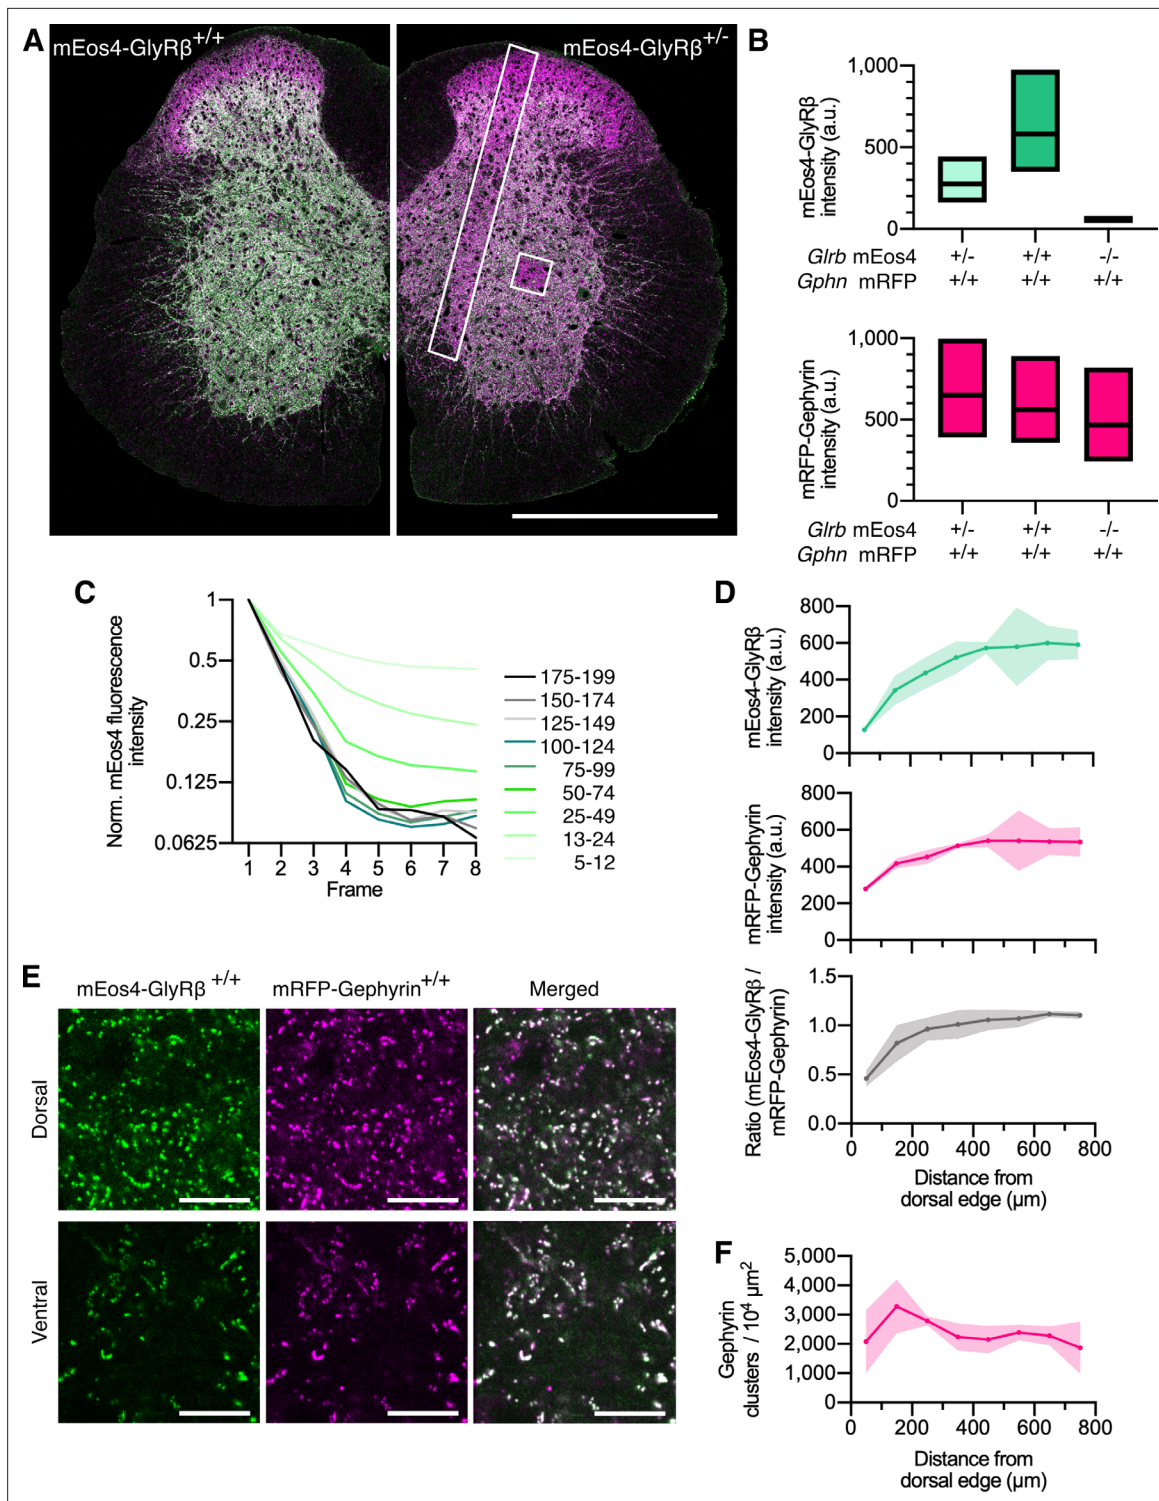 A
mEos4-GlyRβ+/+
mEos4-GlyRβ+/-
B
mEos4-GlyRβ
intensity (a.u.)
1,000
500
0
Glrb mEos4 +/- +/+ -/-
Gphn mRFP +/+ +/+ +/+
mRFP-Gephyrin
intensity (a.u.)
1,000
500
0
Glrb mEos4 +/- +/+ -/-
Gphn mRFP +/+ +/+ +/+
C
Norm. mEos4 fluorescence
intensity
1
0.5
0.25
0.125
0.0625
1 2 3 4 5 6 7 8
Frame
175-199
150-174
125-149
100-124
75-99
50-74
25-49
13-24
5-12
D
mEos4-GlyRβ
intensity (a.u.)
800
600
400
200
0
mRFP-Gephyrin
intensity (a.u.)
800
600
400
200
0
Ratio (mEos4-GlyRβ /
mRFP-Gephyrin)
1.5
1.0
0.5
0.0
0 200 400 600 800
Distance from
dorsal edge (µm)
E
mEos4-GlyRβ +/+
mRFP-Gephyrin+/+
Merged
Dorsal
Ventral
F
Gephyrin
clusters / 10⁴ µm²
5,000
4,000
3,000
2,000
1,000
0
0 200 400 600 800
Distance from
dorsal edge (µm)